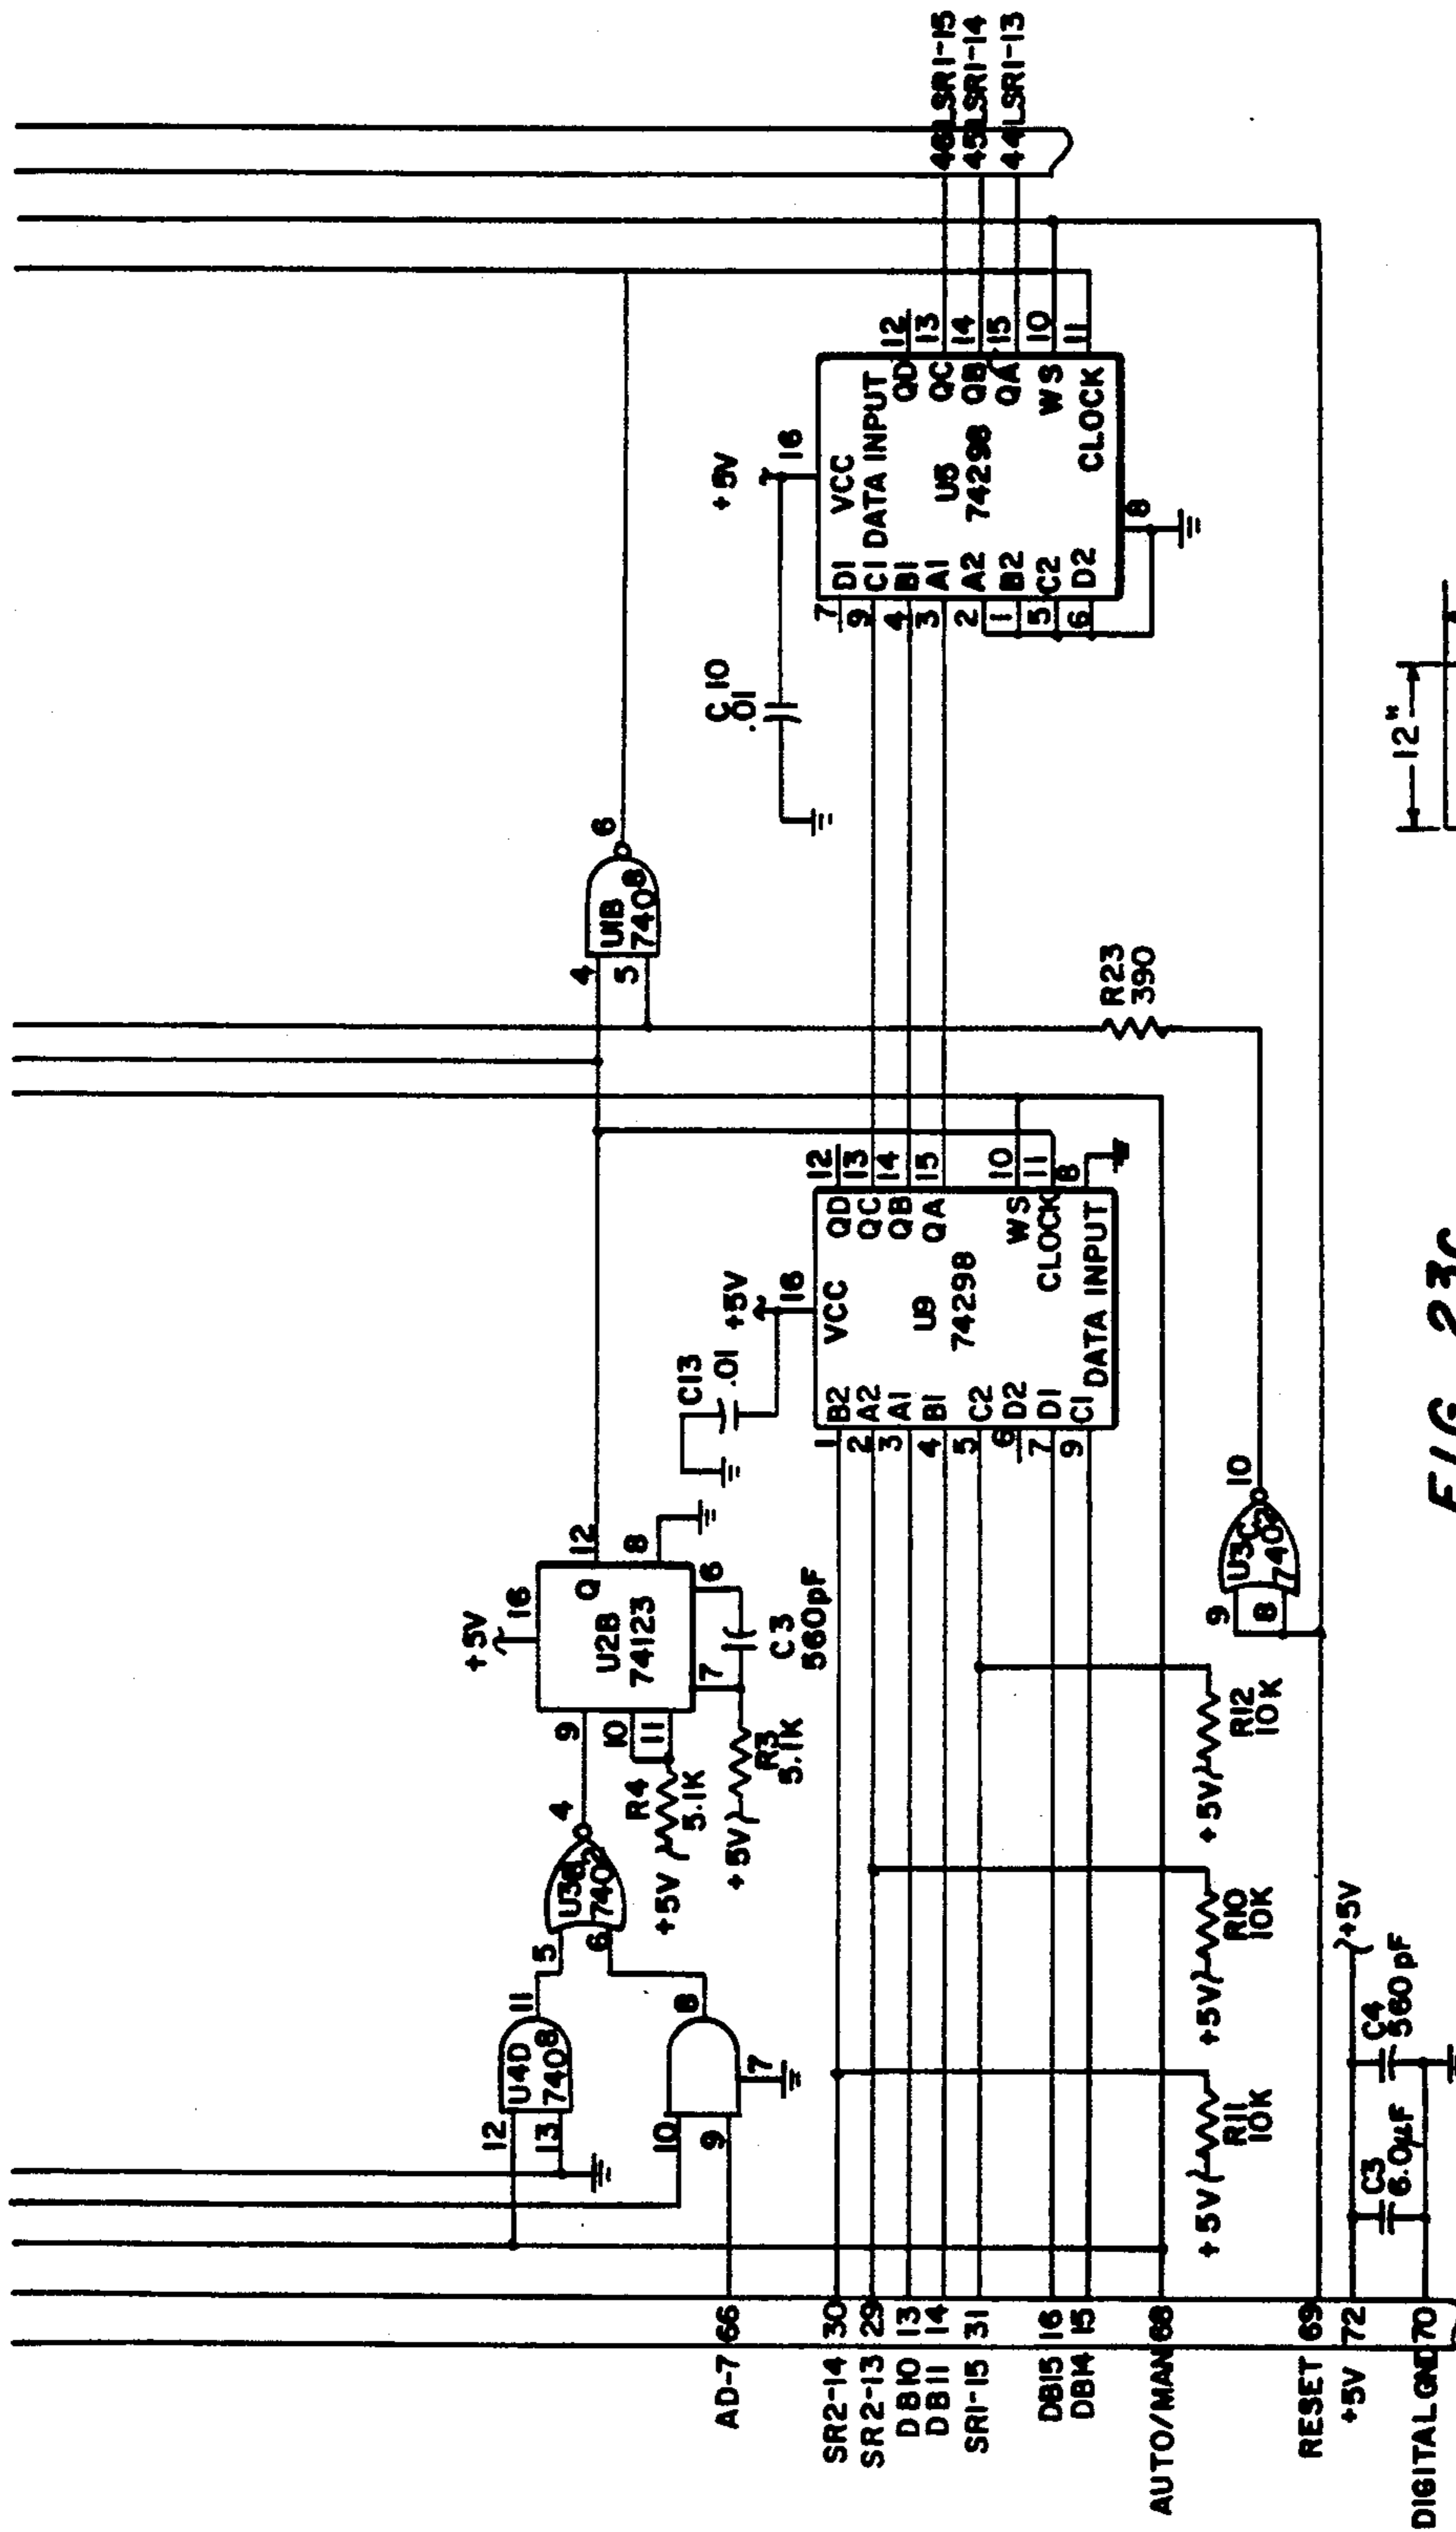 46LSR1-15
45LSR1-14
44LSR1-13
+5V
16
C10
.01
VCC
DATA INPUT
U5
74298
7 D1
9 C1
4 B1
3 A1
2 A2
1 B2
5 C2
6 D2
8
QD 12
QC 13
QB 14
QA 15
WS 10
CLOCK 11
U1B
7408
4
5
6
R23
390
12"
+5V
16
C13
.01
VCC
U9
74298
1 B2
2 A2
3 A1
4 B1
5 C2
6 D2
7 D1
9 C1
DATA INPUT
QD 12
QC 13
QB 14
QA 15
WS 10
CLOCK 11
8
+5V
16
U2B
74123
Q 12
8
9
10
11
7
6
C3
560pF
R4
5.1K
+5V
R3
5.1K
+5V
U3B
7402
4
5
6
U4D
7408
12
13
11
10
9
8
7
U3C
7402
9
8
10
+5V
R12
10K
+5V
R10
10K
+5V
R11
10K
C3
6.0µF
C4
560pF
+5V
AD-7 66
SR2-14 30
SR2-13 29
DB10 13
DB11 14
SR1-15 31
DB15 16
DB14 15
AUTO/MAN 68
RESET 69
+5V 72
DIGITAL GND 70
FIG 23C